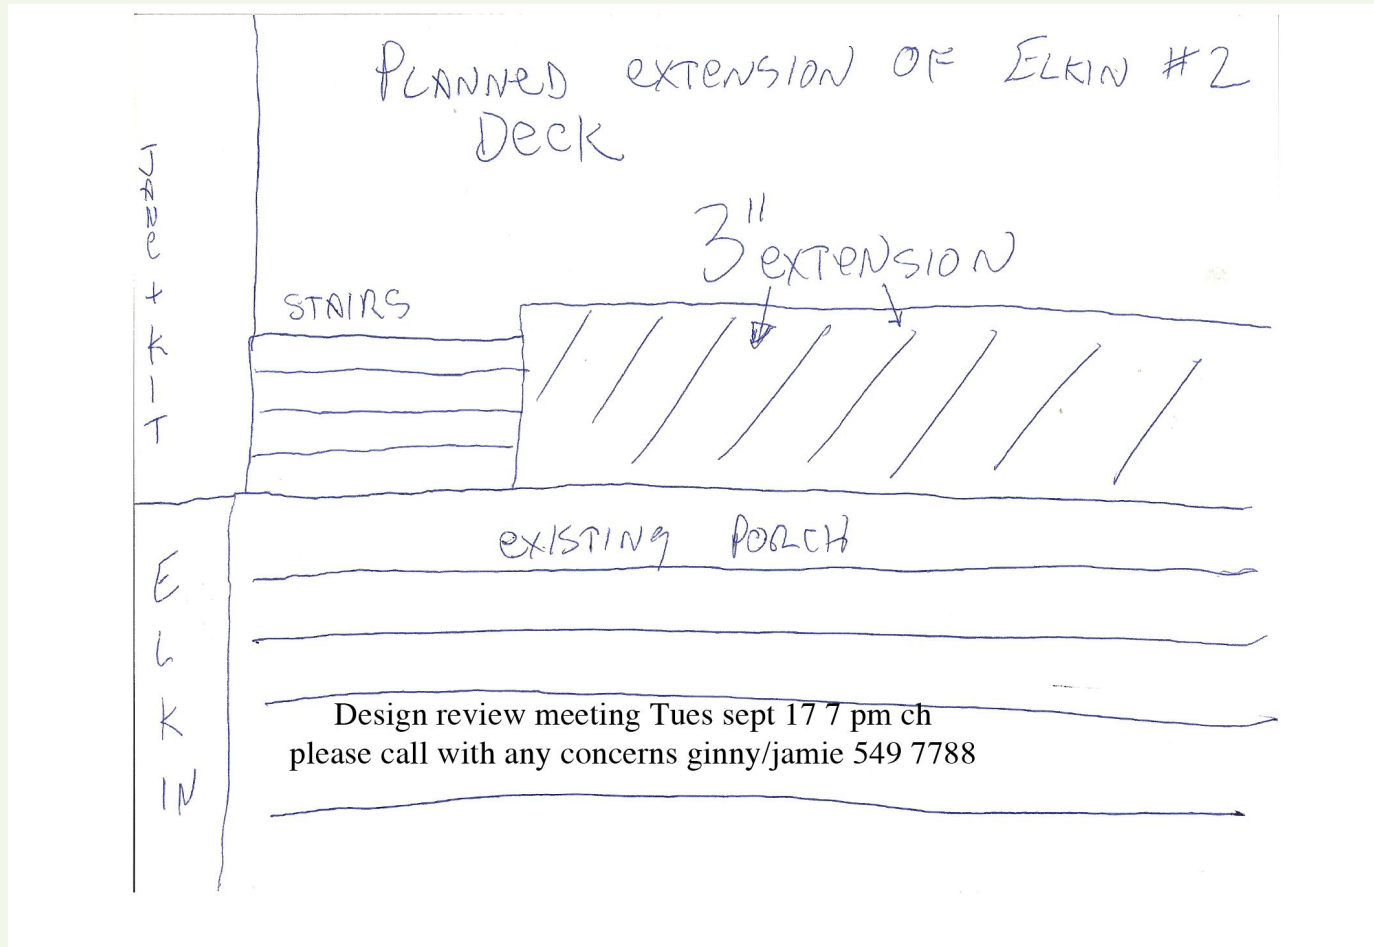 PLANNED EXTENSION OF ELKIN #2
DECK
3" EXTENSION
STAIRS
JANE + KIT
EXISTING PORCH
ELKIN
Design review meeting Tues sept 17 7 pm ch
please call with any concerns ginny/jamie 549 7788